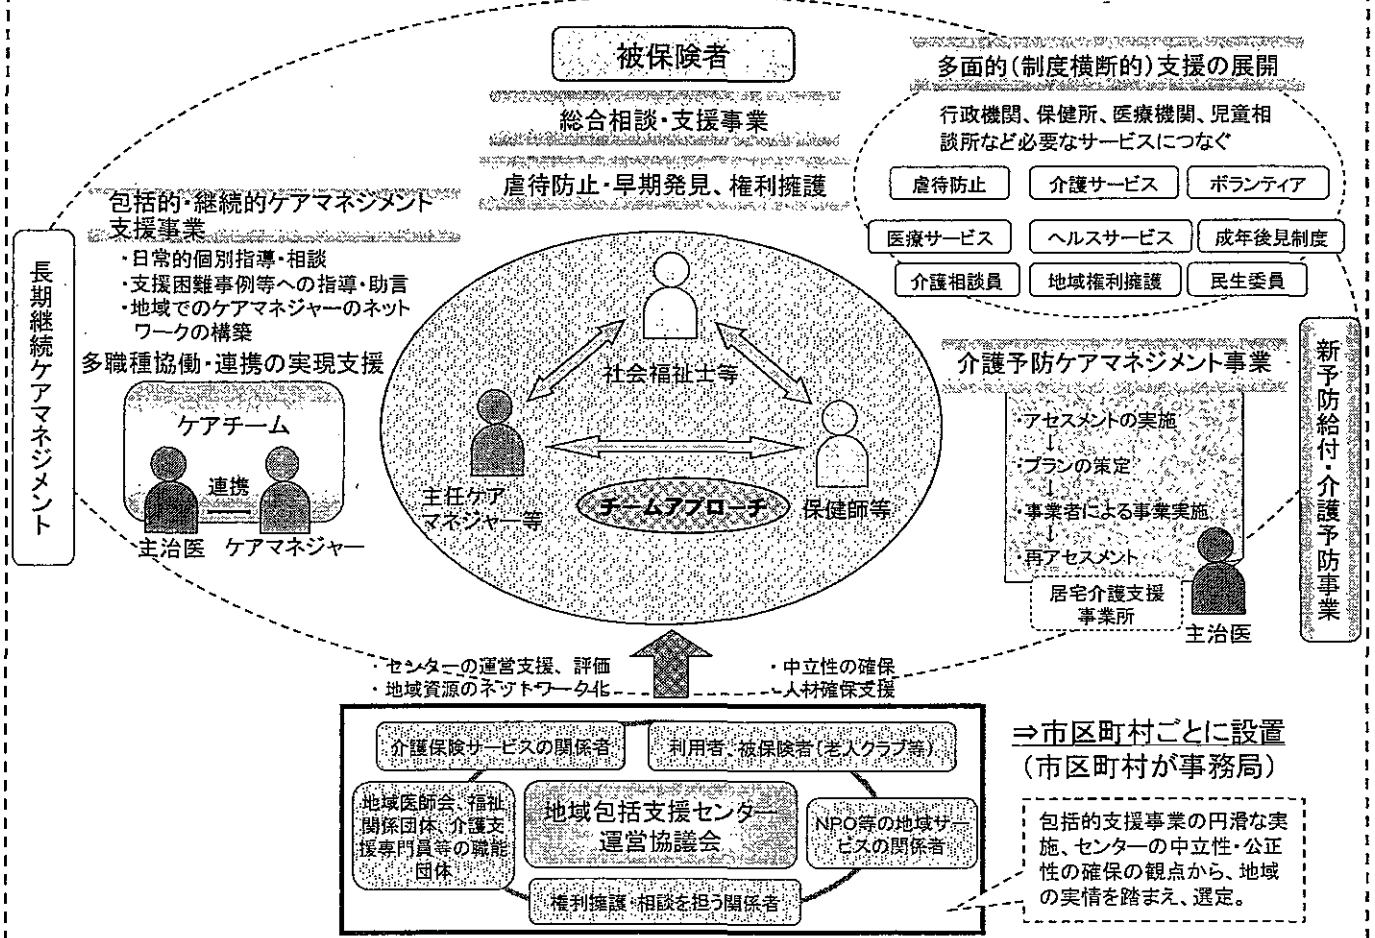 被保険者
総合相談・支援事業
虐待防止・早期発見、権利擁護
多面的(制度横断的)支援の展開
行政機関、保健所、医療機関、児童相
談所など必要なサービスにつなぐ
虐待防止
介護サービス
ボランティア
医療サービス
ヘルスサービス
成年後見制度
介護相談員
地域権利擁護
民生委員
包括的・継続的ケアマネジメント
支援事業
・日常的個別指導・相談
・支援困難事例等への指導・助言
・地域でのケアマネジャーのネット
ワークの構築
多職種協働・連携の実現支援
ケアチーム
連携
主治医
ケアマネジャー
長期継続ケアマネジメント
社会福祉士等
主任ケア
マネジャー等
チームアプローチ
保健師等
介護予防ケアマネジメント事業
・アセスメントの実施
↓
・プランの策定
↓
・事業者による事業実施
↓
・再アセスメント
居宅介護支援
事業所
主治医
新予防給付・介護予防事業
・センターの運営支援、評価
・地域資源のネットワーク化
・中立性の確保
・人材確保支援
介護保険サービスの関係者
利用者、被保険者(老人クラブ等)
地域医師会、福祉
関係団体、介護支
援専門員等の職能
団体
地域包括支援センター
運営協議会
NPO等の地域サー
ビスの関係者
権利擁護・相談を担う関係者
⇒市区町村ごとに設置
(市区町村が事務局)
包括的支援事業の円滑な実
施、センターの中立性・公正
性の確保の観点から、地域
の実情を踏まえ、選定。